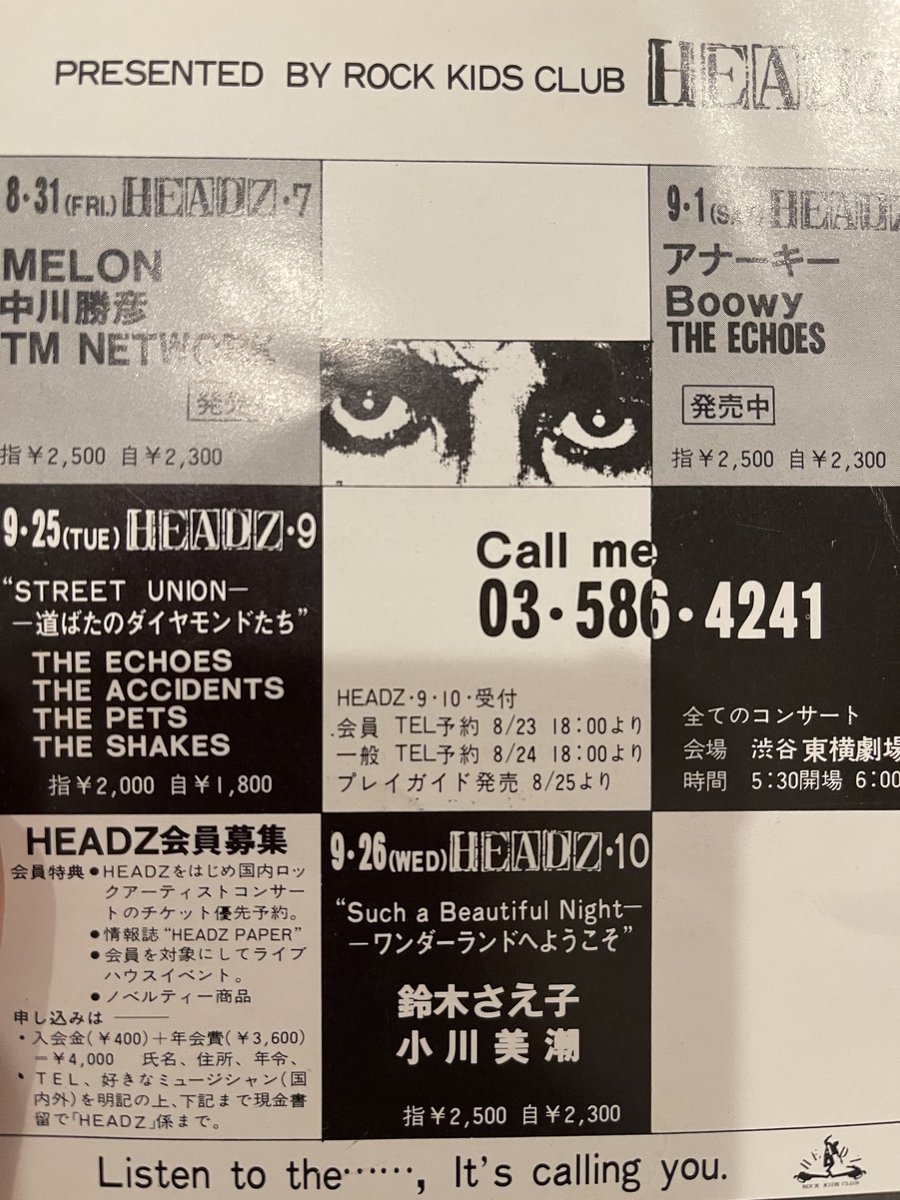 PRESENTED BY ROCK KIDS CLUB HEADZ
8・31(FRI.) HEADZ・7
MELON
中川勝彦
TM NETWORK
発売
指¥2,500 自¥2,300
9・1(S HEADZ
アナーキー
Boowy
THE ECHOES
発売中
指¥2,500 自¥2,300
9・25(TUE) HEADZ・9
“STREET UNION—
—道ばたのダイヤモンドたち”
THE ECHOES
THE ACCIDENTS
THE PETS
THE SHAKES
指¥2,000 自¥1,800
Call me
03・586・4241
HEADZ・9・10・受付
会員 TEL予約 8/23 18:00より
一般 TEL予約 8/24 18:00より
プレイガイド発売 8/25より
全てのコンサート
会場 渋谷東横劇場
時間 5:30開場 6:00
HEADZ会員募集
会員特典●HEADZをはじめ国内ロッ
クアーティストコンサー
トのチケット優先予約。
●情報誌“HEADZ PAPER”
●会員を対象にしてライブ
ハウスイベント。
●ノベルティー商品
申し込みは——
・入会金(¥400)+年会費(¥3,600)
=¥4,000 氏名、住所、年令、
TEL、好きなミュージシャン(国
内外)を明記の上、下記まで現金書
留で「HEADZ」係まで。
9・26(WED) HEADZ・10
“Such a Beautiful Night—
—ワンダーランドへようこそ”
鈴木さえ子
小川美潮
指¥2,500 自¥2,300
Listen to the……, It's calling you.
HEADZ
ROCK KIDS CLUB